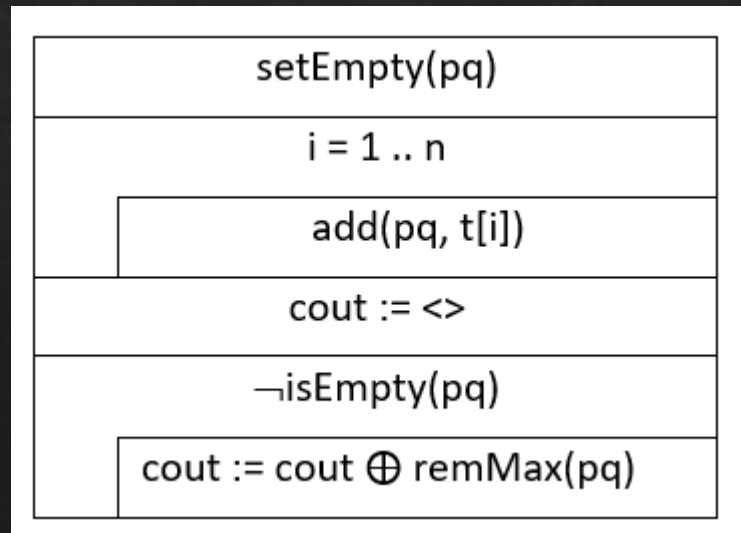 setEmpty(pq)
i = 1 .. n
add(pq, t[i])
cout := <>
¬isEmpty(pq)
cout := cout ⊕ remMax(pq)